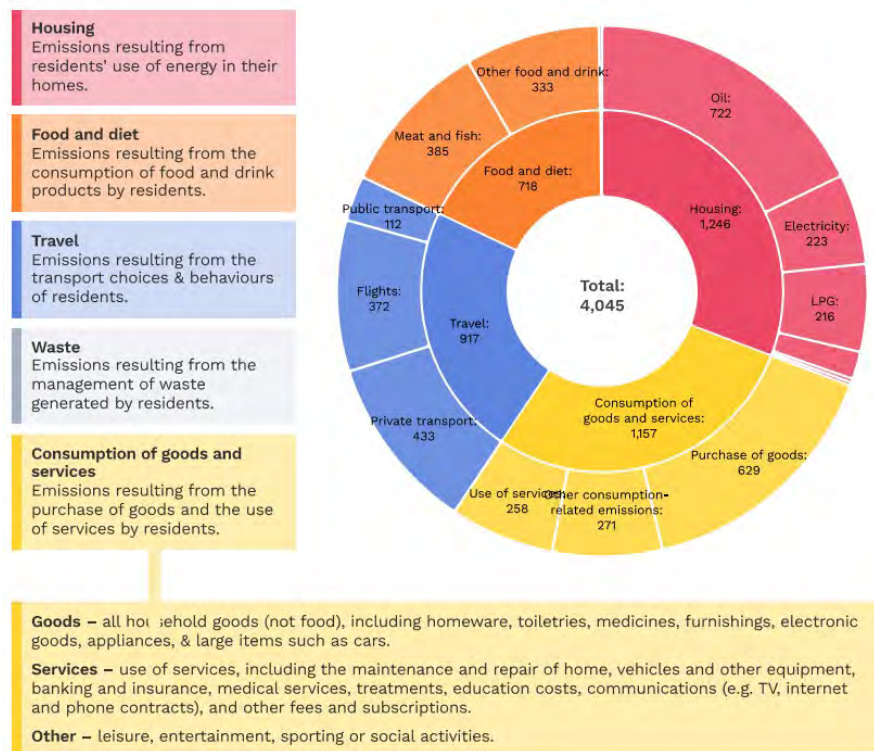 Housing
Emissions resulting from
residents' use of energy in their
homes.
Food and diet
Emissions resulting from the
consumption of food and drink
products by residents.
Travel
Emissions resulting from the
transport choices & behaviours
of residents.
Waste
Emissions resulting from the
management of waste
generated by residents.
Consumption of goods and
services
Emissions resulting from the
purchase of goods and the use
of services by residents.
Other food and drink:
333
Oil:
722
Meat and fish:
385
Food and diet:
718
Housing:
1,246
Public transport:
112
Electricity:
223
Flights:
372
Total:
4,045
LPG:
216
Travel:
917
Private transport:
433
Consumption of
goods and services:
1,157
Purchase of goods:
629
Use of services:
258
Other consumption-
related emissions:
271
Goods – all household goods (not food), including homeware, toiletries, medicines, furnishings, electronic
goods, appliances, & large items such as cars.
Services – use of services, including the maintenance and repair of home, vehicles and other equipment,
banking and insurance, medical services, treatments, education costs, communications (e.g. TV, internet
and phone contracts), and other fees and subscriptions.
Other – leisure, entertainment, sporting or social activities.